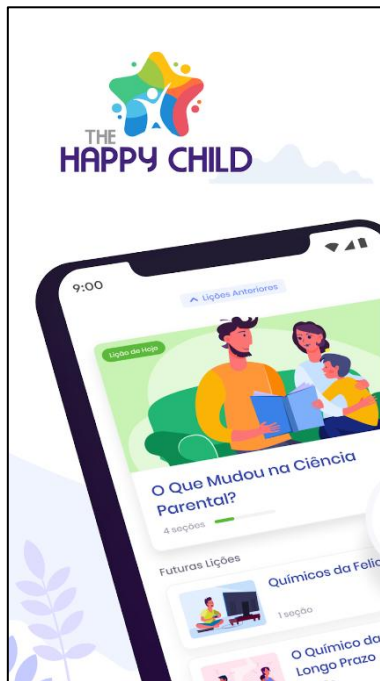 THE
HAPPY CHILD
9:00
Lições Anteriores
Lição de Hoje
O Que Mudou na Ciência
Parental?
4 seções
Futuras Lições
Químicos da Felic
1 seção
O Químico da
Longo Prazo